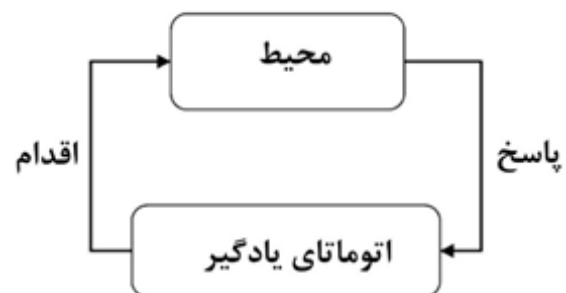 محیط
پاسخ
اقدام
اتوماتای یادگیر